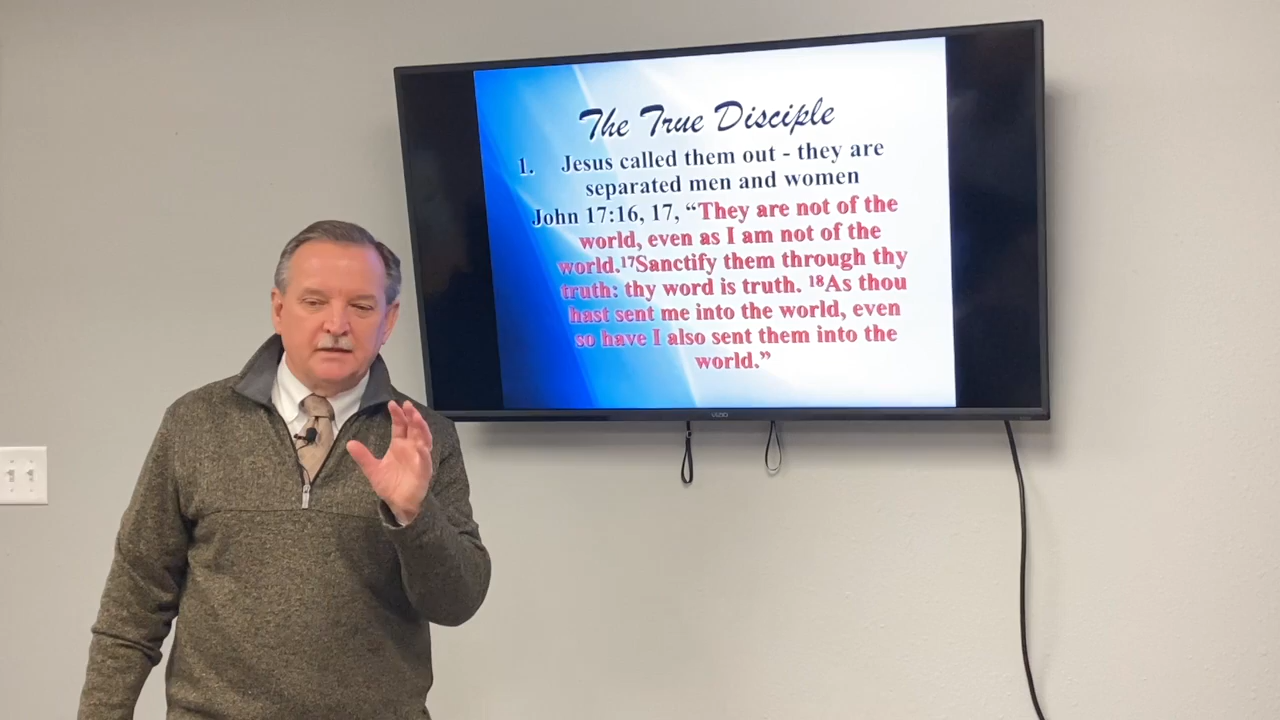 The True Disciple
1. Jesus called them out - they are
separated men and women
John 17:16, 17, “They are not of the
world, even as I am not of the
world.¹⁷Sanctify them through thy
truth: thy word is truth. ¹⁸As thou
hast sent me into the world, even
so have I also sent them into the
world.”
VIZIO